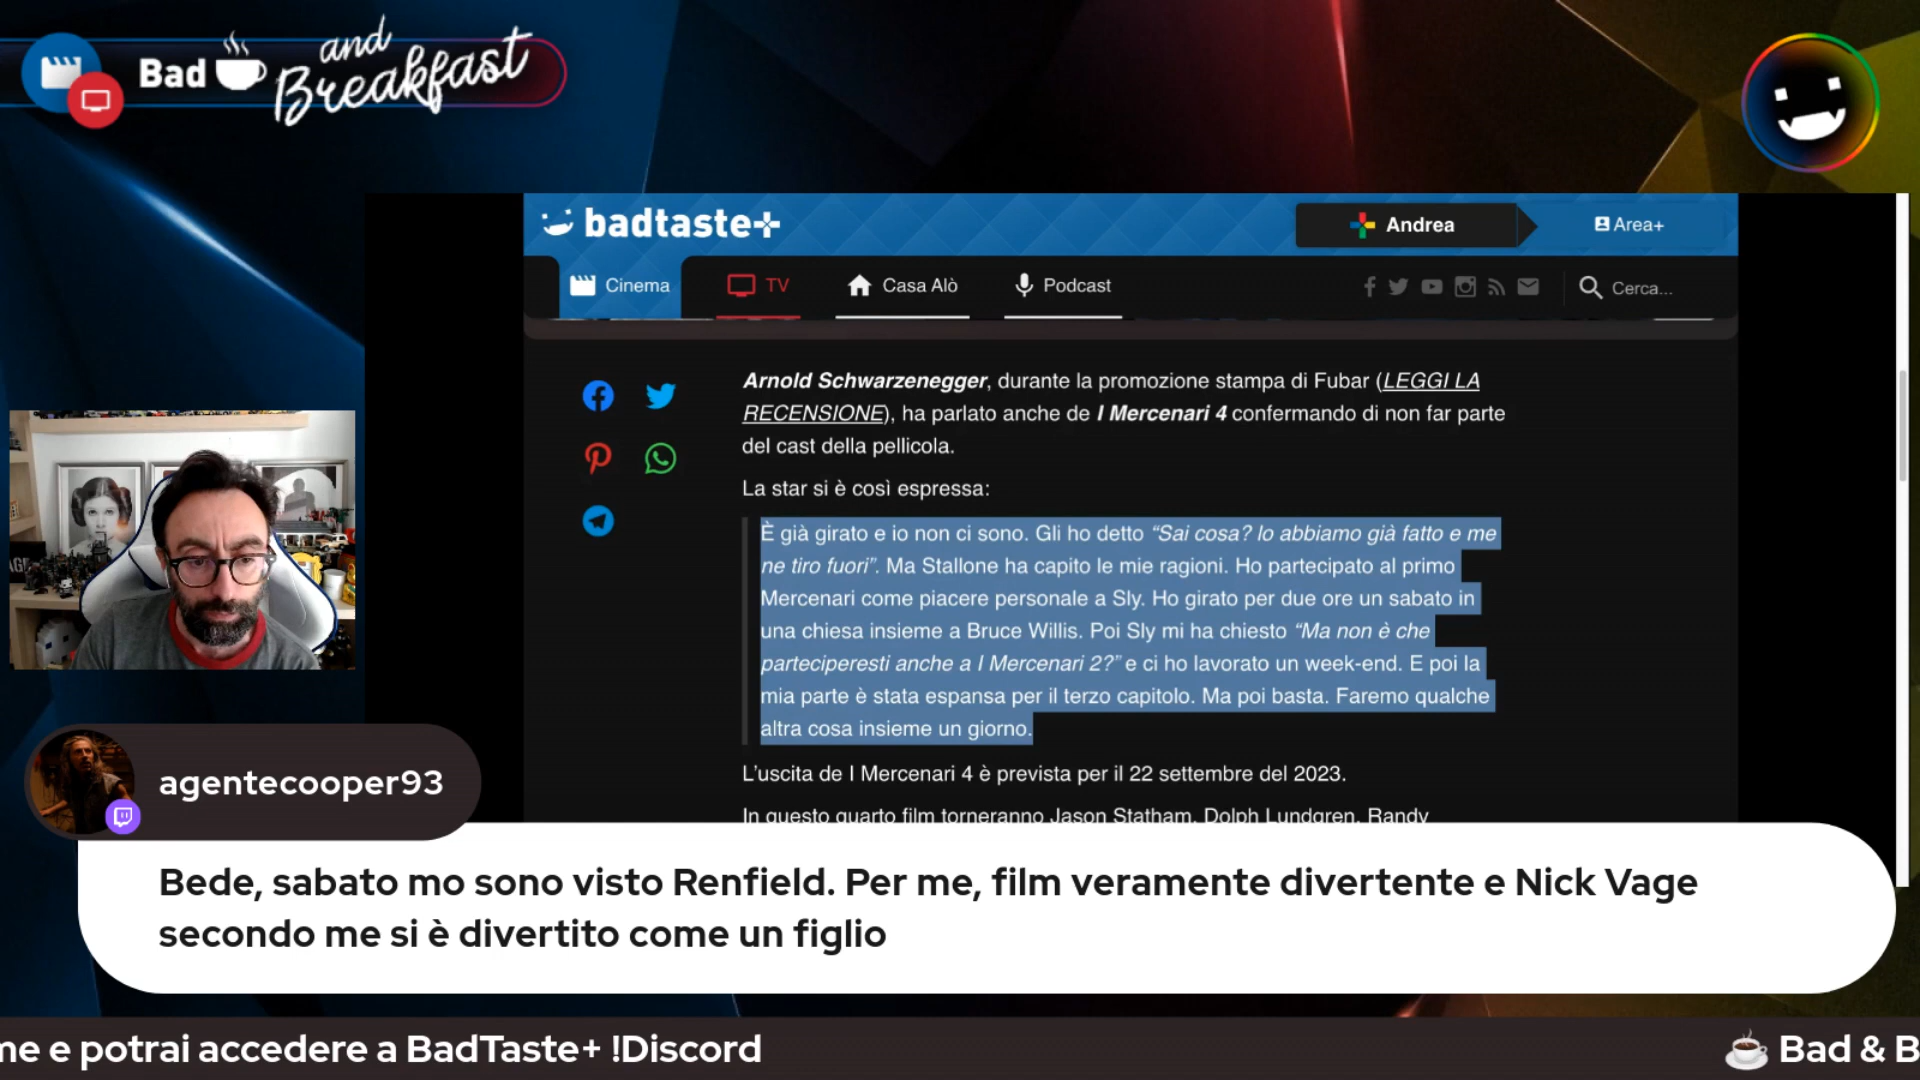 Bad and Breakfast
badtaste+
Andrea
Area+
Cinema
TV
Casa Alò
Podcast
Cerca...
Arnold Schwarzenegger, durante la promozione stampa di Fubar (LEGGI LA
RECENSIONE), ha parlato anche de I Mercenari 4 confermando di non far parte
del cast della pellicola.
La star si è così espressa:
È già girato e io non ci sono. Gli ho detto “Sai cosa? lo abbiamo già fatto e me
ne tiro fuori”. Ma Stallone ha capito le mie ragioni. Ho partecipato al primo
Mercenari come piacere personale a Sly. Ho girato per due ore un sabato in
una chiesa insieme a Bruce Willis. Poi Sly mi ha chiesto “Ma non è che
parteciperesti anche a I Mercenari 2?” e ci ho lavorato un week-end. E poi la
mia parte è stata espansa per il terzo capitolo. Ma poi basta. Faremo qualche
altra cosa insieme un giorno.
L'uscita de I Mercenari 4 è prevista per il 22 settembre del 2023.
In questo quarto film torneranno Jason Statham, Dolph Lundgren, Randy
agentecooper93
Bede, sabato mo sono visto Renfield. Per me, film veramente divertente e Nick Vage
secondo me si è divertito come un figlio
me e potrai accedere a BadTaste+ !Discord
Bad & B